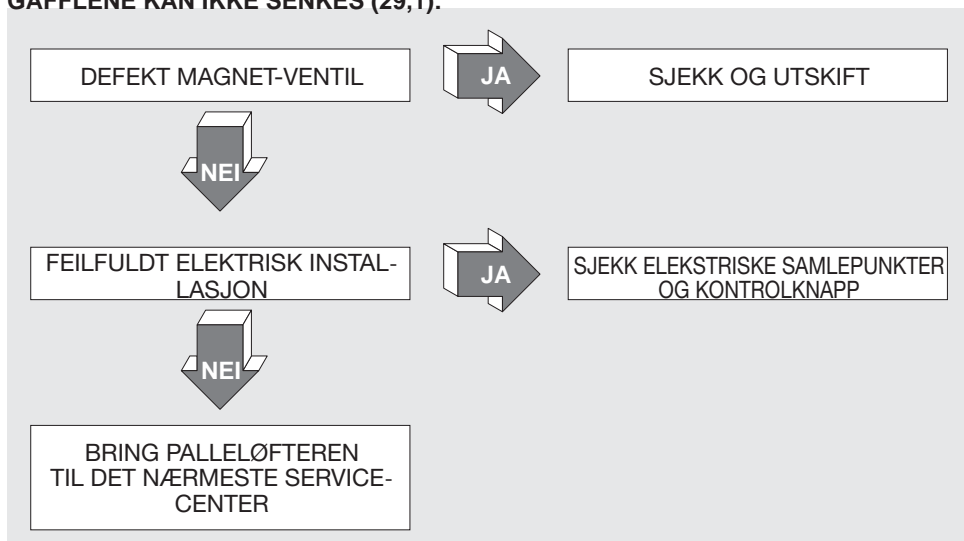 GAFFLENE KAN IKKE SENKES (29,1):
DEFEKT MAGNET-VENTIL
JA
SJEKK OG UTSKIFT
NEI
FEILFULDT ELEKTRISK INSTAL-
LASJON
JA
SJEKK ELEKSTRISKE SAMLEPUNKTER
OG KONTROLKNAPP
NEI
BRING PALLELØFTEREN
TIL DET NÆRMESTE SERVICE-
CENTER